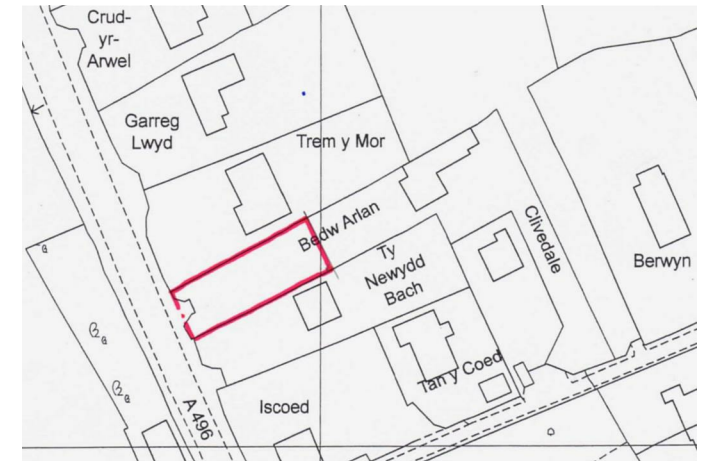 Crud-
yr-
Arwel
Garreg
Lwyd
Trem y Mor
Bedw Arlan
Ty
Newydd
Bach
Clivedale
Berwyn
Tan y Coed
Iscoed
A 496